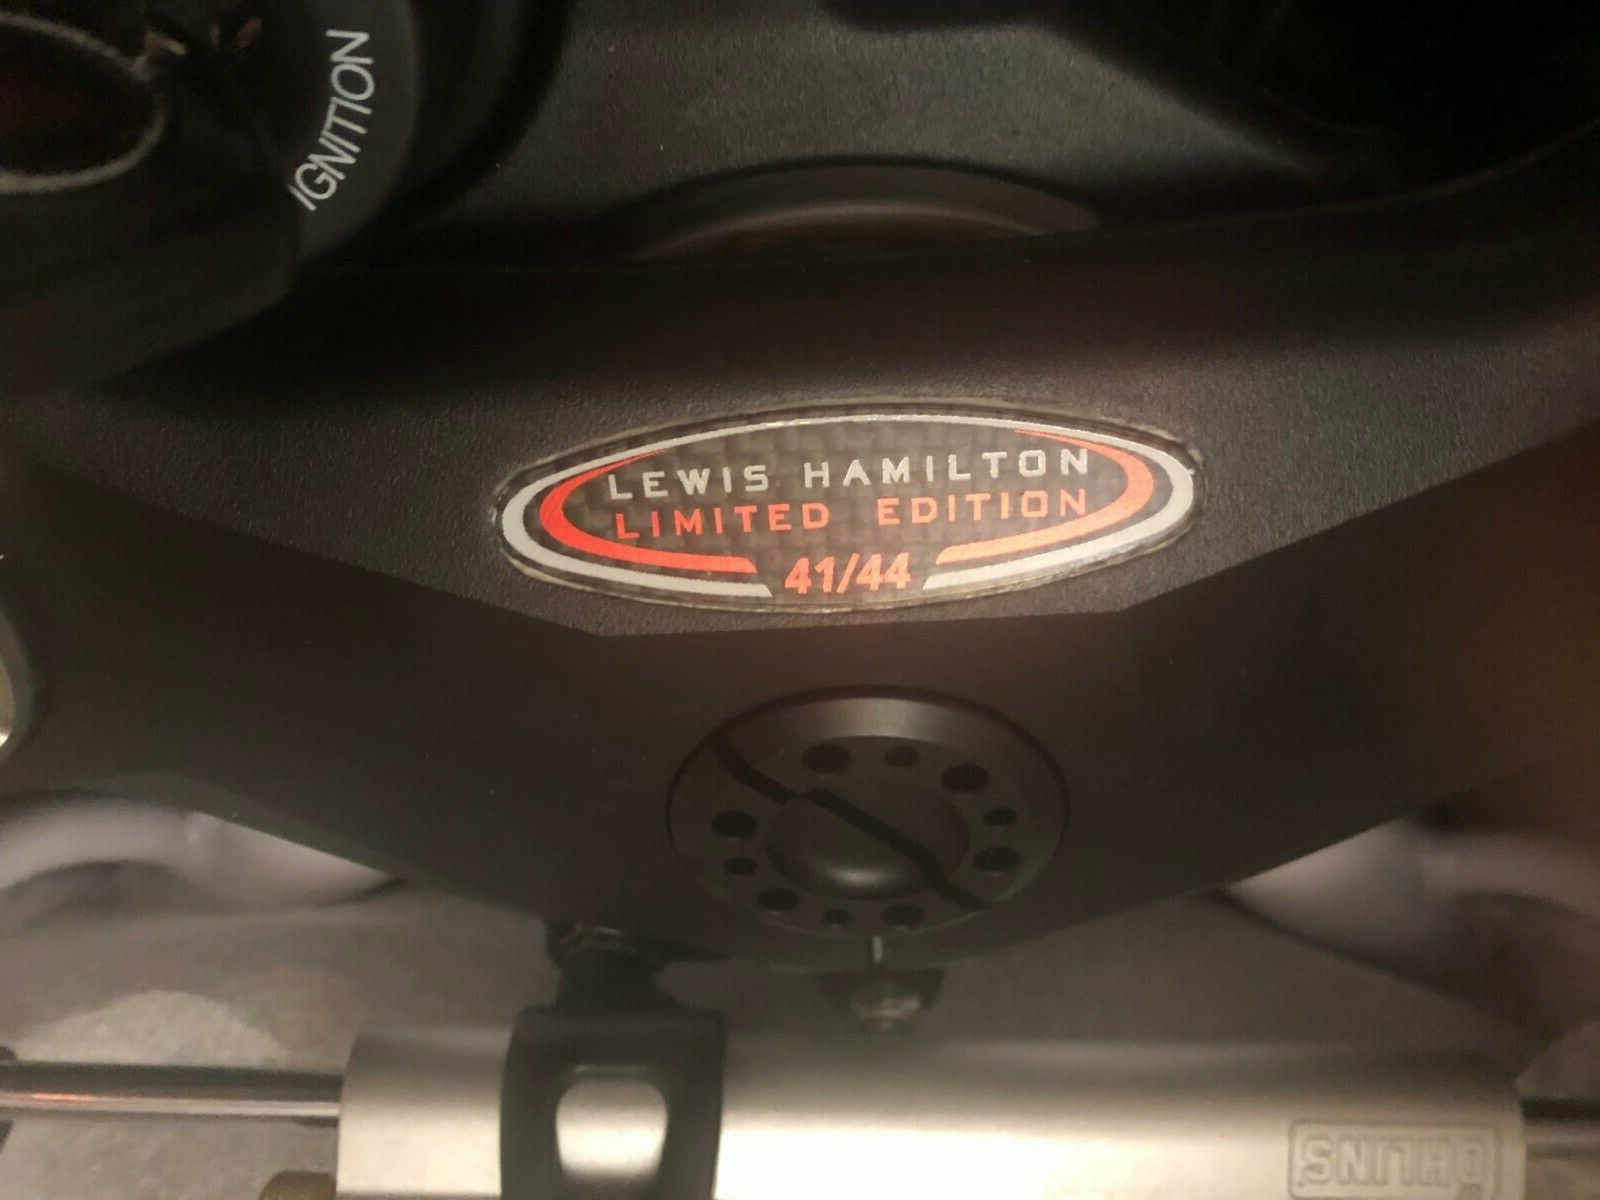 IGNITION
LEWIS HAMILTON
LIMITED EDITION
41/44
ÖHLINS